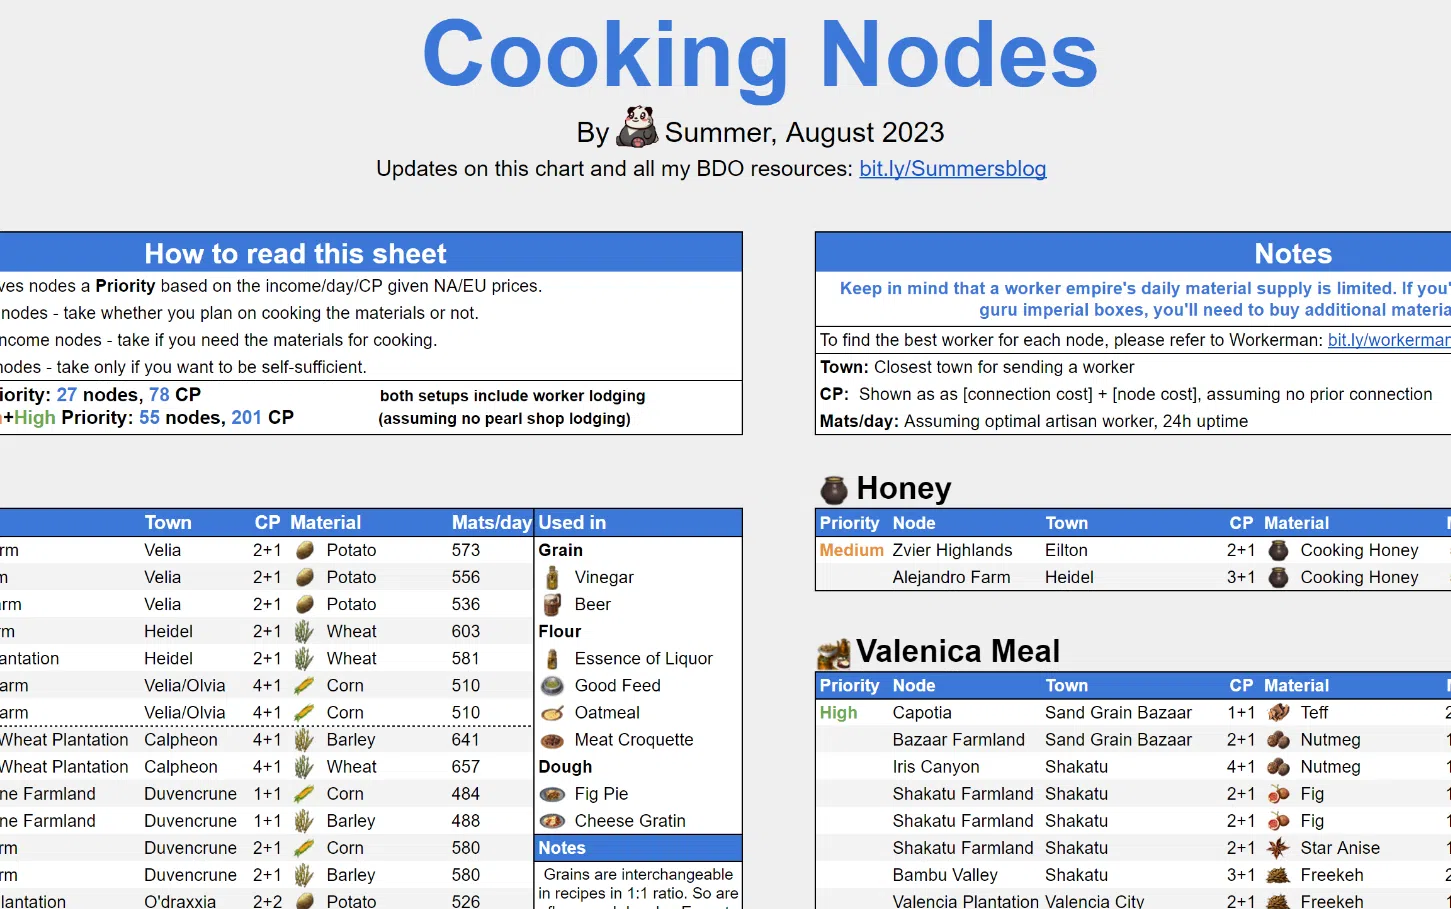 Cooking Nodes
By Summer, August 2023
Updates on this chart and all my BDO resources: bit.ly/Summersblog
How to read this sheet
ves nodes a Priority based on the income/day/CP given NA/EU prices.
nodes - take whether you plan on cooking the materials or not.
ncome nodes - take if you need the materials for cooking.
nodes - take only if you want to be self-sufficient.
iority: 27 nodes, 78 CP both setups include worker lodging
+High Priority: 55 nodes, 201 CP (assuming no pearl shop lodging)
Notes
Keep in mind that a worker empire's daily material supply is limited. If you'
guru imperial boxes, you'll need to buy additional materia
To find the best worker for each node, please refer to Workerman: bit.ly/workerman
Town: Closest town for sending a worker
CP: Shown as as [connection cost] + [node cost], assuming no prior connection
Mats/day: Assuming optimal artisan worker, 24h uptime
Town CP Material Mats/day
rm Velia 2+1 Potato 573
m Velia 2+1 Potato 556
arm Velia 2+1 Potato 536
rm Heidel 2+1 Wheat 603
antation Heidel 2+1 Wheat 581
arm Velia/Olvia 4+1 Corn 510
arm Velia/Olvia 4+1 Corn 510
Wheat Plantation Calpheon 4+1 Barley 641
Wheat Plantation Calpheon 4+1 Wheat 657
ne Farmland Duvencrune 1+1 Corn 484
ne Farmland Duvencrune 1+1 Barley 488
rm Duvencrune 2+1 Corn 580
rm Duvencrune 2+1 Barley 580
lantation O'draxxia 2+2 Potato 526
Used in
Grain
Vinegar
Beer
Flour
Essence of Liquor
Good Feed
Oatmeal
Meat Croquette
Dough
Fig Pie
Cheese Gratin
Notes
Grains are interchangeable
in recipes in 1:1 ratio. So are
Honey
Priority Node Town CP Material
Medium Zvier Highlands Eilton 2+1 Cooking Honey
Alejandro Farm Heidel 3+1 Cooking Honey
Valenica Meal
Priority Node Town CP Material
High Capotia Sand Grain Bazaar 1+1 Teff
Bazaar Farmland Sand Grain Bazaar 2+1 Nutmeg
Iris Canyon Shakatu 4+1 Nutmeg
Shakatu Farmland Shakatu 2+1 Fig
Shakatu Farmland Shakatu 2+1 Fig
Shakatu Farmland Shakatu 2+1 Star Anise
Bambu Valley Shakatu 3+1 Freekeh
Valencia Plantation Valencia City 2+1 Freekeh